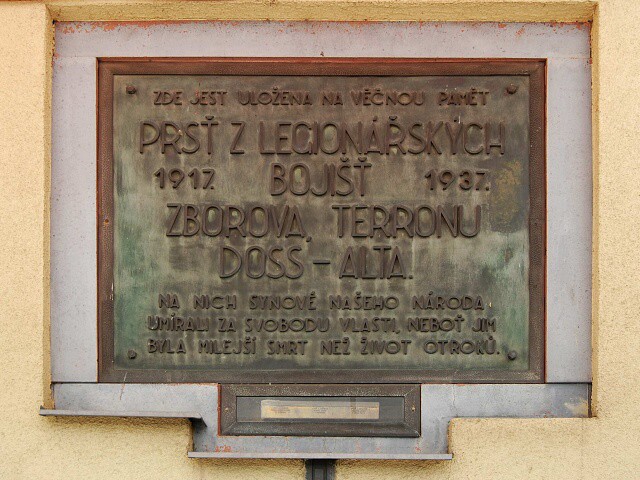 ZDE JEST ULOŽENA NA VĚČNOU PAMĚT
PRSŤ Z LEGIONÁŘSKÝCH
1917. BOJIŠŤ 1937.
ZBOROVA, TERRONU
DOSS – ALTA.
NA NICH SYNOVÉ NAŠEHO NÁRODA
UMÍRALI ZA SVOBODU VLASTI, NEBOŤ JIM
BYLA MILEJŠÍ SMRT NEŽ ŽIVOT OTROKŮ.